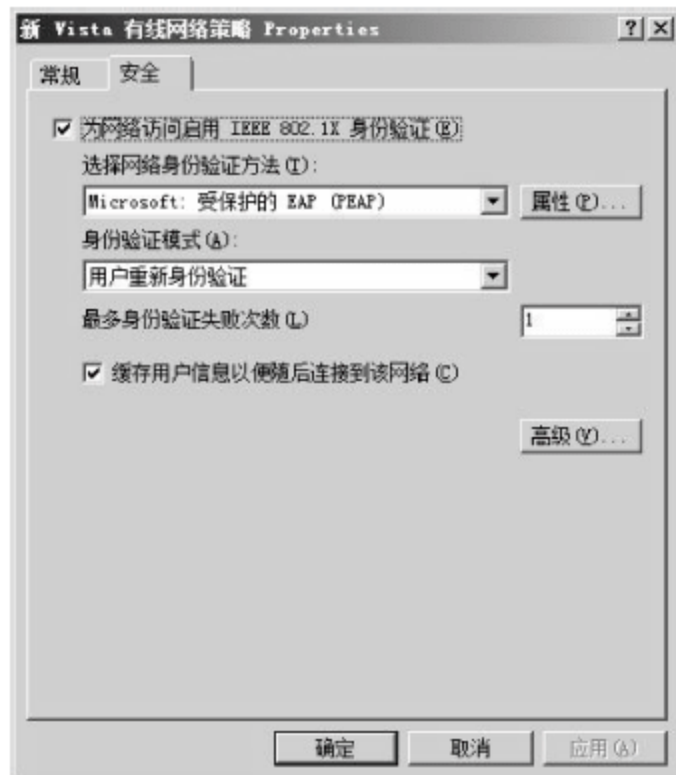 新 Vista 有线网络策略 Properties
常规 安全
为网络访问启用 IEEE 802.1X 身份验证(E)
选择网络身份验证方法(T):
Microsoft: 受保护的 EAP (PEAP)
属性(P)...
身份验证模式(A):
用户重新身份验证
最多身份验证失败次数(L)
1
缓存用户信息以便随后连接到该网络(C)
高级(V)...
确定 取消 应用(A)